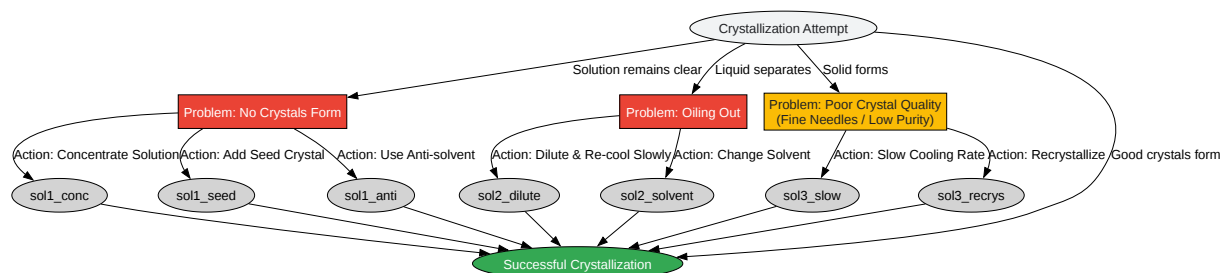 Crystallization Attempt
Solution remains clear
Liquid separates
Solid forms
Problem: No Crystals Form
Problem: Oiling Out
Problem: Poor Crystal Quality
(Fine Needles / Low Purity)
Action: Concentrate Solution
Action: Add Seed Crystal
Action: Use Anti-solvent
Action: Dilute & Re-cool Slowly
Action: Change Solvent
Action: Slow Cooling Rate
Action: Recrystallize
Good crystals form
sol1_conc
sol1_seed
sol1_anti
sol2_dilute
sol2_solvent
sol3_slow
sol3_recrys
Successful Crystallization